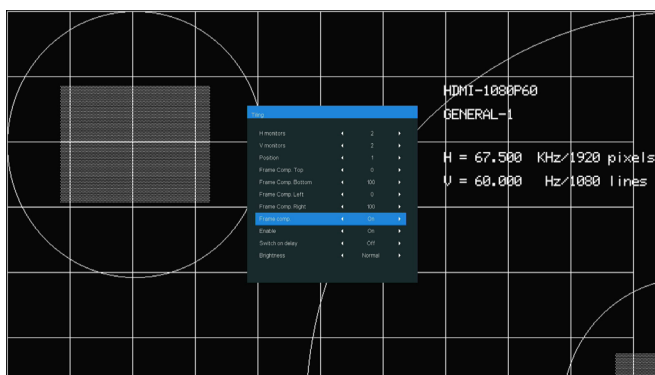 HDMI-1080P60
GENERAL-1
H = 67.500 KHz/1920 pixels
V = 60.000 Hz/1080 lines
Tiling
H monitors 2
V monitors 2
Position 1
Frame Comp. Top 0
Frame Comp. Bottom 100
Frame Comp. Left 0
Frame Comp. Right 100
Frame comp. On
Enable On
Switch on delay Off
Brightness Normal